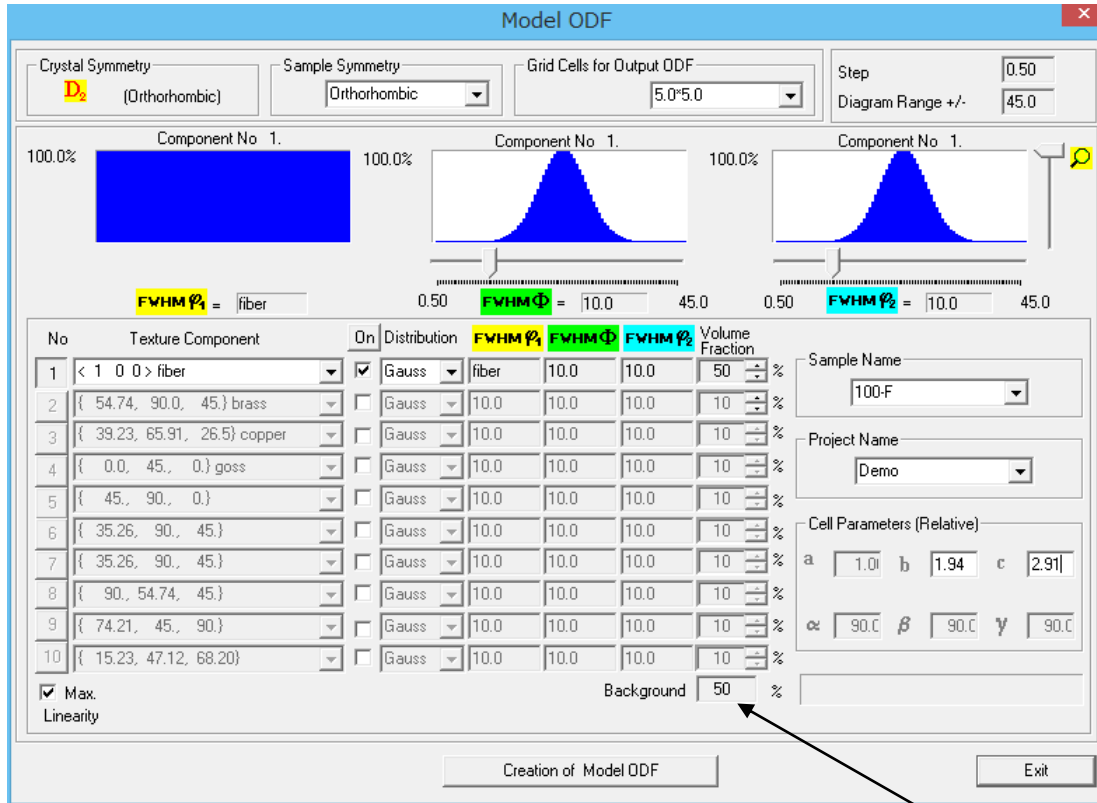 Model ODF
Crystal Symmetry
D₂ (Orthorhombic)
Sample Symmetry
Orthorhombic
Grid Cells for Output ODF
5.0*5.0
Step 0.50
Diagram Range +/- 45.0
Component No 1.
100.0%
Component No 1.
100.0%
Component No 1.
100.0%
FWHM φ₁ = fiber
0.50 FWHM Φ = 10.0 45.0
0.50 FWHM φ₂ = 10.0 45.0
No Texture Component On Distribution FWHM φ₁ FWHM Φ FWHM φ₂ Volume Fraction
1 < 1 0 0 > fiber Gauss fiber 10.0 10.0 50 %
2 { 54.74, 90.0, 45.} brass Gauss 10.0 10.0 10.0 10 %
3 { 39.23, 65.91, 26.5} copper Gauss 10.0 10.0 10.0 10 %
4 { 0.0, 45., 0.} goss Gauss 10.0 10.0 10.0 10 %
5 { 45., 90., 0.} Gauss 10.0 10.0 10.0 10 %
6 { 35.26, 90., 45.} Gauss 10.0 10.0 10.0 10 %
7 { 35.26, 90., 45.} Gauss 10.0 10.0 10.0 10 %
8 { 90., 54.74, 45.} Gauss 10.0 10.0 10.0 10 %
9 { 74.21, 45., 90.} Gauss 10.0 10.0 10.0 10 %
10 { 15.23, 47.12, 68.20} Gauss 10.0 10.0 10.0 10 %
Max. Linearity
Background 50 %
Sample Name
100-F
Project Name
Demo
Cell Parameters (Relative)
a 1.0 b 1.94 c 2.91
α 90.0 β 90.0 γ 90.0
Creation of Model ODF
Exit